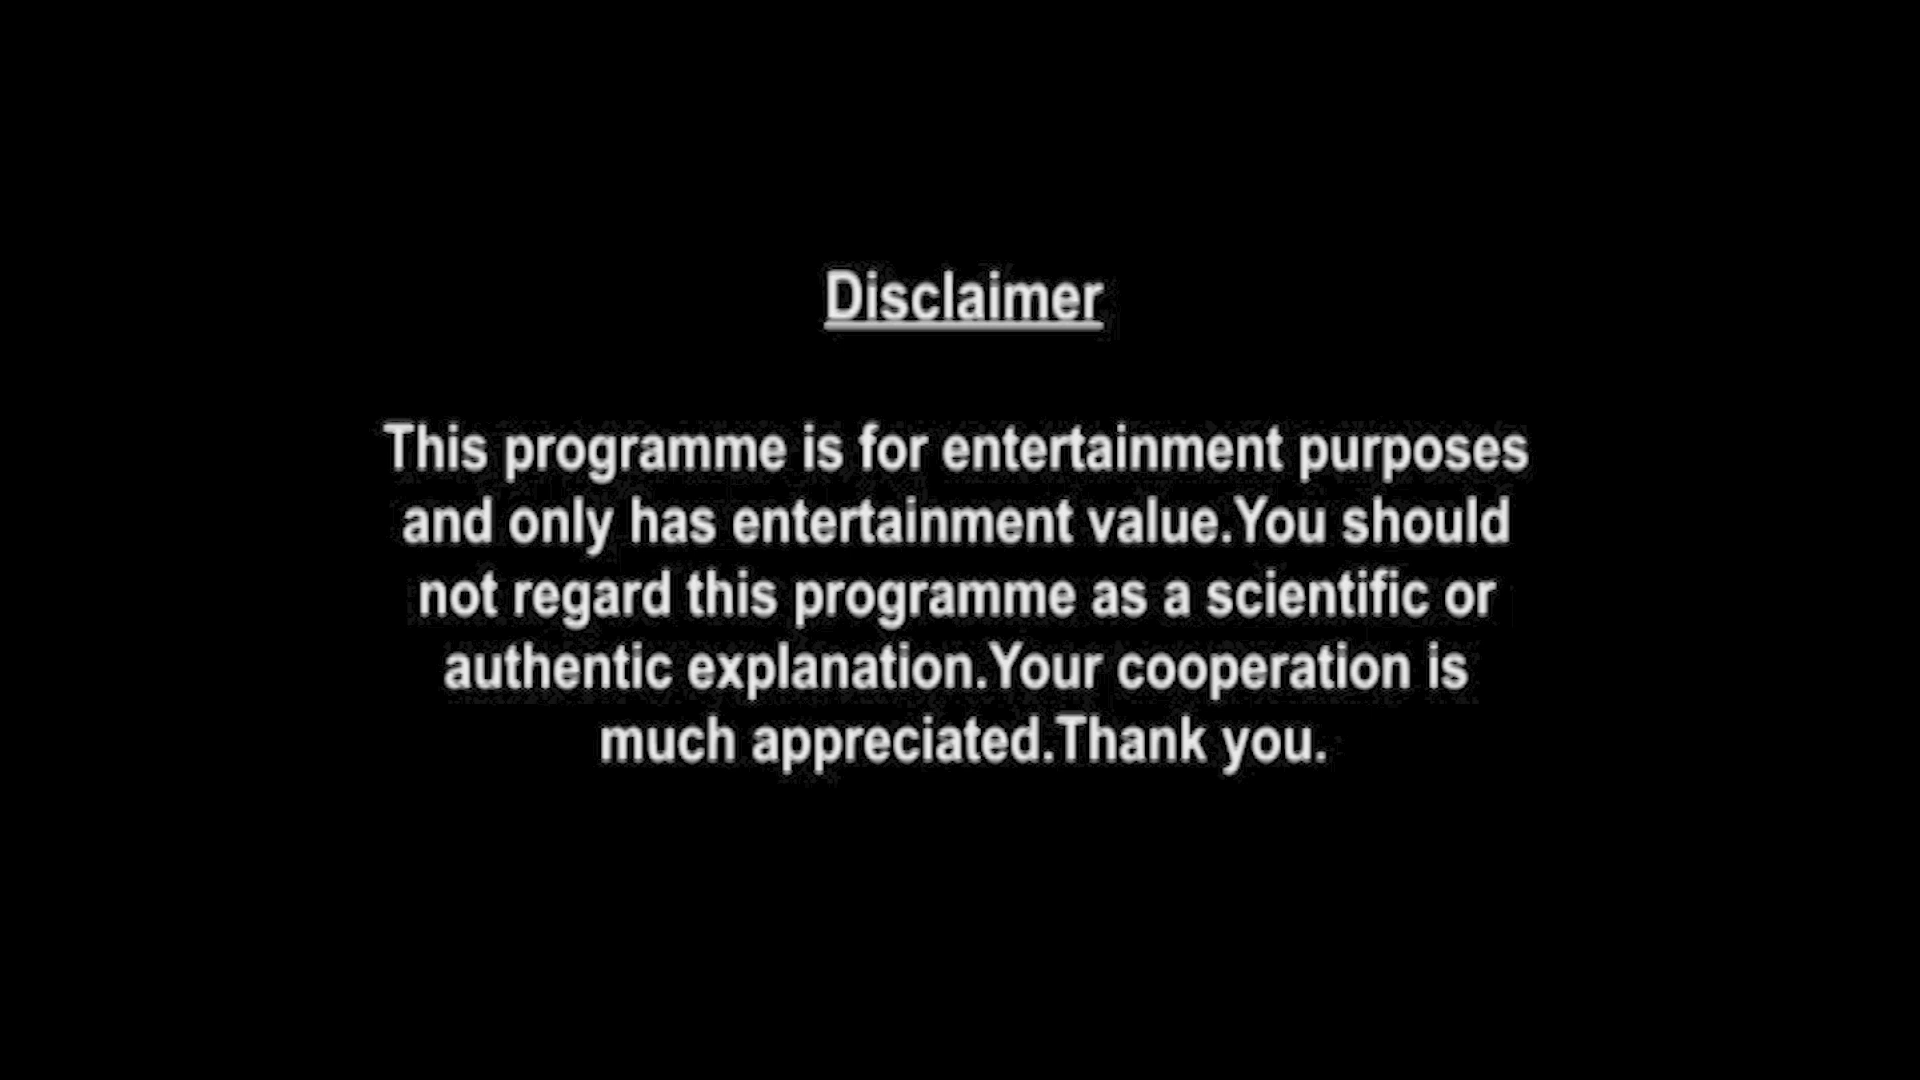 Disclaimer
This programme is for entertainment purposes
and only has entertainment value.You should
not regard this programme as a scientific or
authentic explanation.Your cooperation is
much appreciated.Thank you.